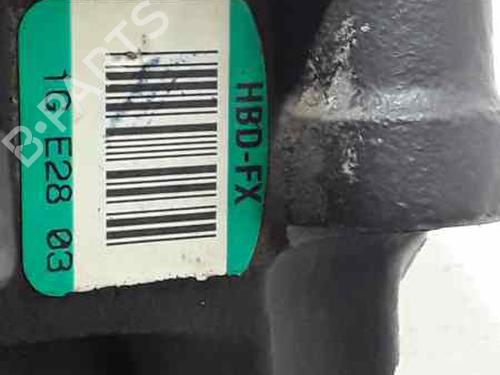 HBD-FX
1G E28 03
B-PARTS